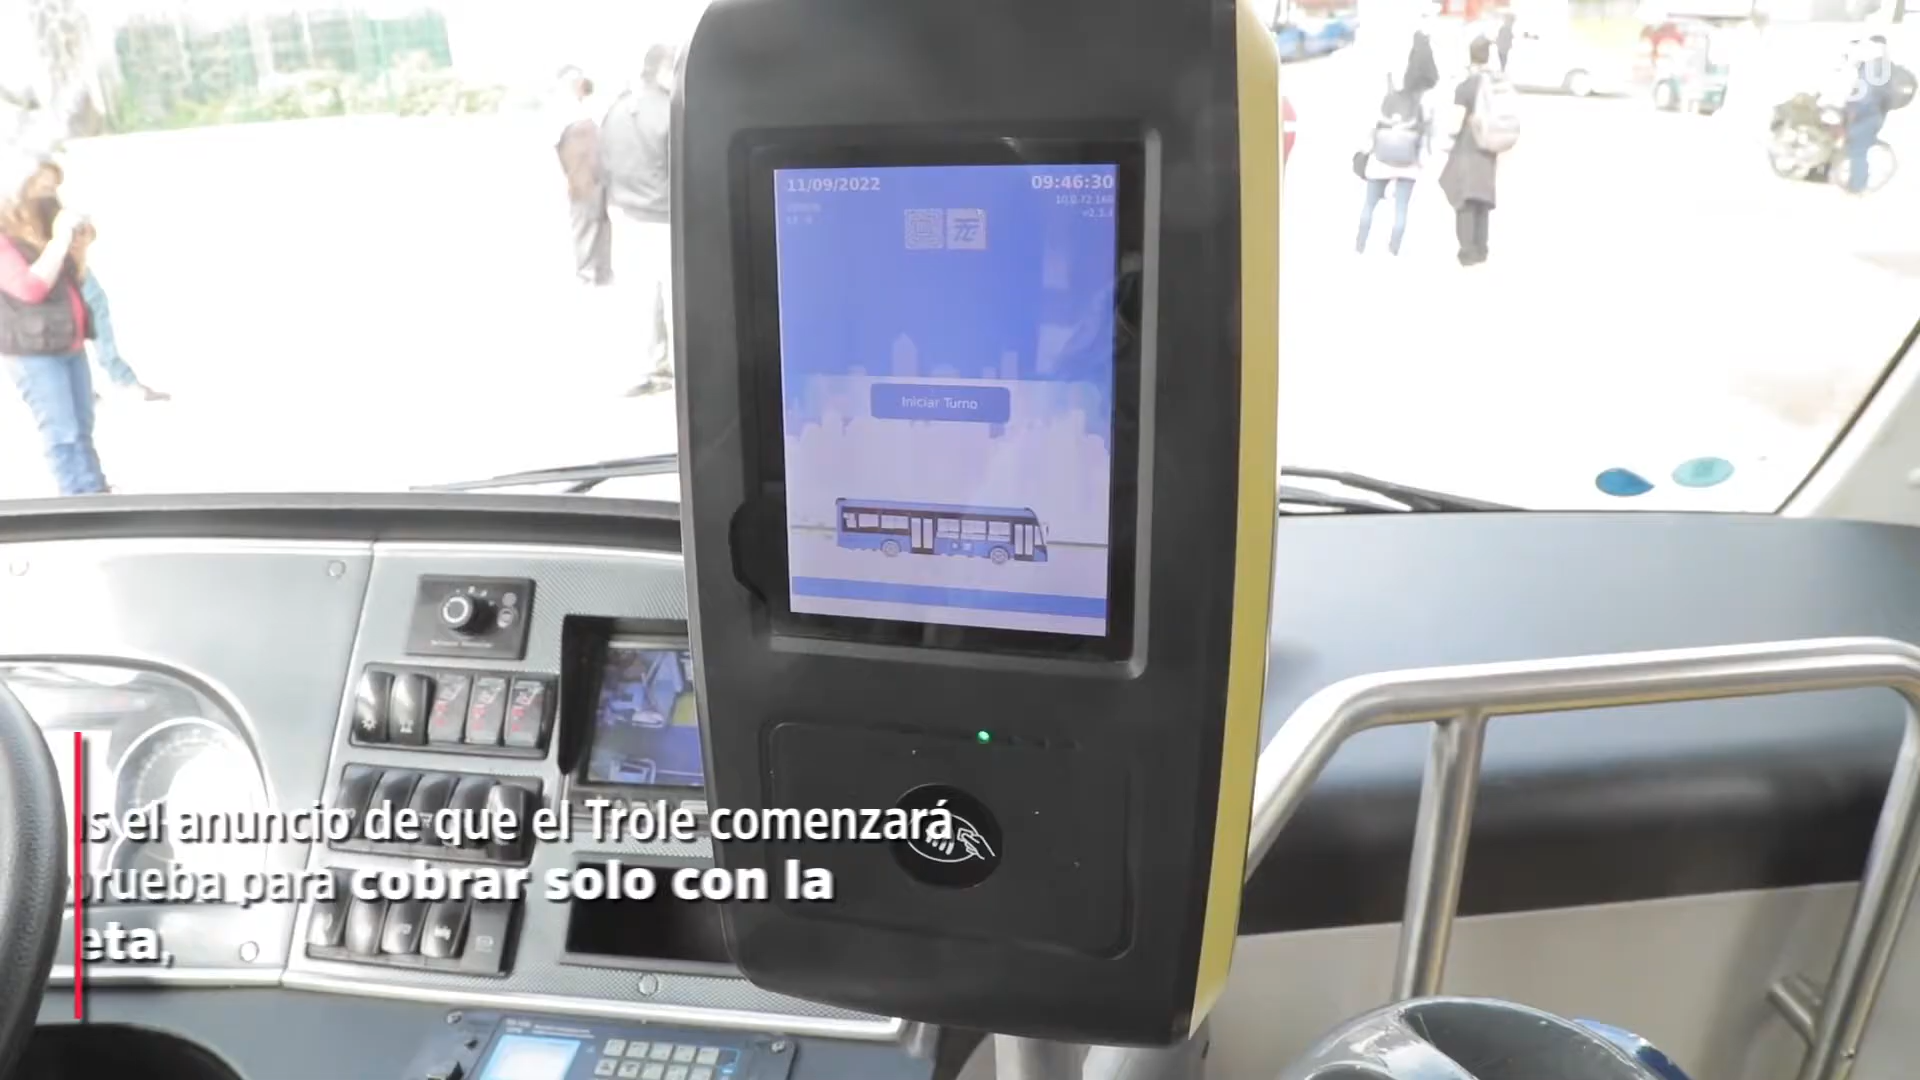 11/09/2022
09:46:30
Iniciar Turno
s el anuncio de que el Trole comenzará
rueba para cobrar solo con la
eta,